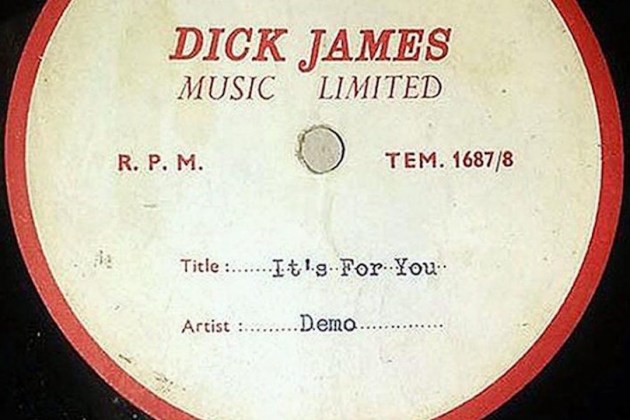 DICK JAMES
MUSIC LIMITED
R. P. M. TEM. 1687/8
Title :.......It's For You..
Artist :.........Demo...............